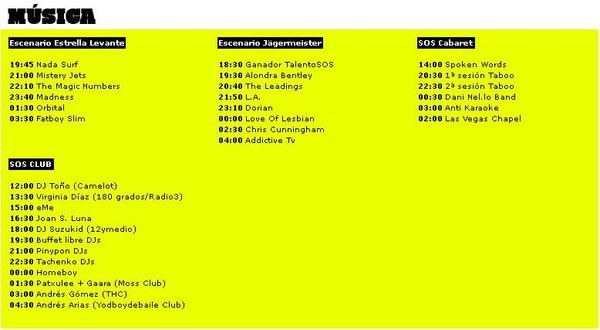 MÚSICA
Escenario Estrella Levante
19:45 Nada Surf
21:00 Mistery Jets
22:10 The Magic Numbers
23:40 Madness
01:30 Orbital
03:30 Fatboy Slim
Escenario Jägermeister
18:30 Ganador TalentoSOS
19:30 Alondra Bentley
20:40 The Leadings
21:50 L.A.
23:10 Dorian
00:00 Love Of Lesbian
02:30 Chris Cunningham
04:00 Addictive Tv
SOS Cabaret
14:00 Spoken Words
20:30 1ª sesión Taboo
22:30 2ª sesión Taboo
00:30 Dani Nel.lo Band
03:00 Anti Karaoke
02:00 Las Vegas Chapel
SOS CLUB
12:00 DJ Toño (Camelot)
13:30 Virginia Díaz (180 grados/Radio3)
15:00 eMe
16:30 Joan S. Luna
18:00 DJ Suzukid (12ymedio)
19:30 Buffet libre DJs
21:00 Pinypon DJs
22:30 Tachenko DJs
00:00 Homeboy
01:30 Patxulee + Gaara (Moss Club)
03:00 Andrés Gómez (THC)
04:30 Andrés Arias (Yodboydebaile Club)